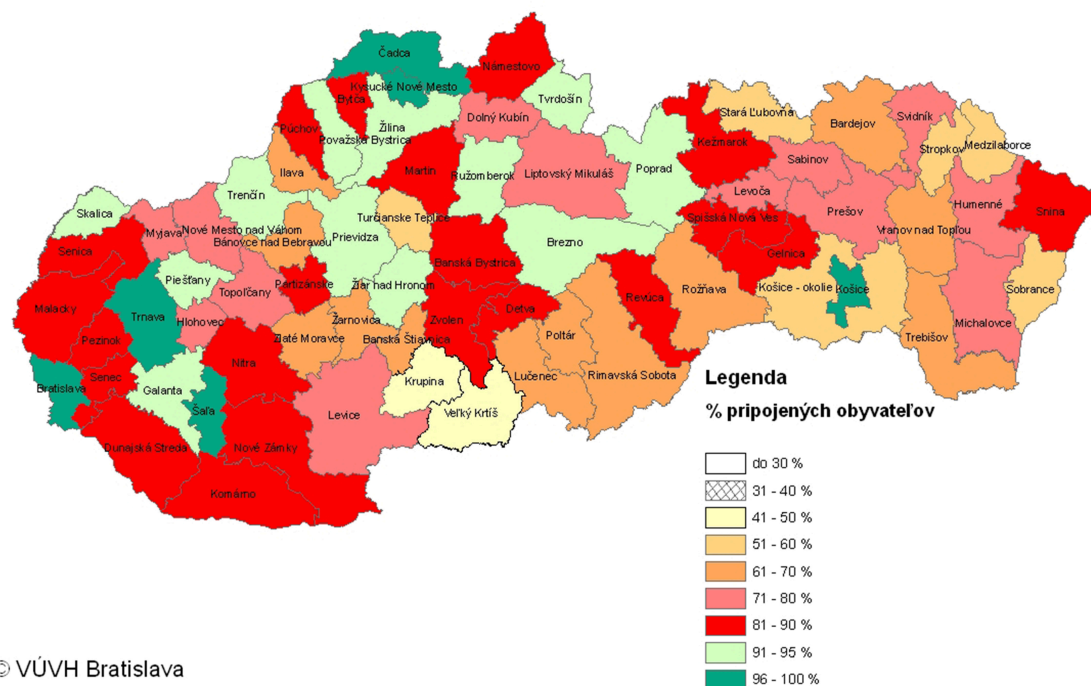 Čadca
Námestovo
Kysucké Nové Mesto
Bytča
Tvrdošín
Stará Ľubovňa
Bardejov
Svidník
Dolný Kubín
Púchov
Žilina
Považská Bystrica
Kežmarok
Stropkov
Medzilaborce
Sabinov
Ilava
Martin
Ružomberok
Liptovský Mikuláš
Poprad
Levoča
Trenčín
Prešov
Humenné
Snina
Skalica
Turčianske Teplice
Spišská Nová Ves
Nové Mesto nad Váhom
Myjava
Vranov nad Topľou
Prievidza
Bánovce nad Bebravou
Brezno
Senica
Gelnica
Banská Bystrica
Piešťany
Partizánske
Žiar nad Hronom
Topoľčany
Revúca
Rožňava
Košice - okolie
Košice
Sobrance
Malacky
Detva
Trnava
Hlohovec
Žarnovica
Zvolen
Michalovce
Poltár
Pezinok
Zlaté Moravce
Banská Štiavnica
Trebišov
Nitra
Lučenec
Rimavská Sobota
Senec
Krupina
Bratislava
Galanta
Šaľa
Levice
Veľký Krtíš
Dunajská Streda
Nové Zámky
Komárno
Legenda
% pripojených obyvateľov
do 30 %
31 - 40 %
41 - 50 %
51 - 60 %
61 - 70 %
71 - 80 %
81 - 90 %
91 - 95 %
96 - 100 %
© VÚVH Bratislava